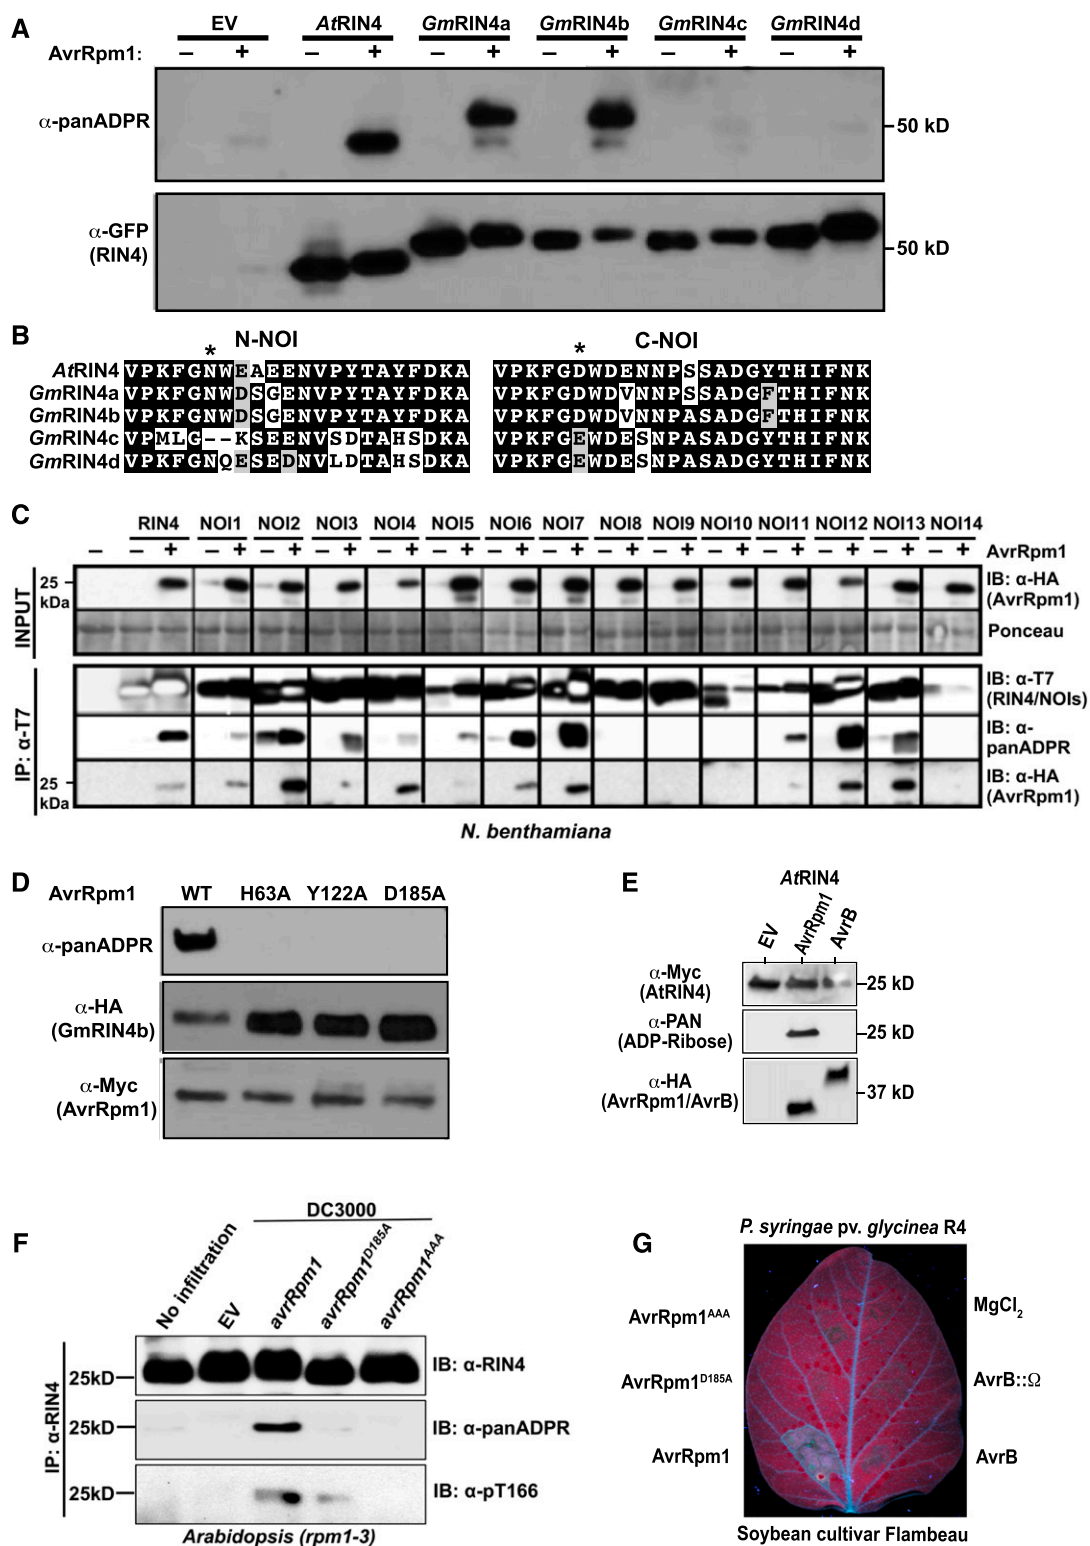 A
EV AtRIN4 GmRIN4a GmRIN4b GmRIN4c GmRIN4d
AvrRpm1: – + – + – + – + – + – +
α-panADPR
50 kD
α-GFP
(RIN4)
50 kD
B
* N-NOI * C-NOI
AtRIN4 VPKFGNWEAEENVPYTAYFDKA VPKFGDWDENNPSSADGYTHIFNK
GmRIN4a VPKFGNWDSGENVPYTAYFDKA VPKFGDWDVNNPSSADGFTHIFNK
GmRIN4b VPKFGNWDSGENVPYTAYFDKA VPKFGDWDVNNPASADGFTHIFNK
GmRIN4c VPMLG--KSEENVSDTAHSDKA VPKFGEWDESNPASADGYTHIFNK
GmRIN4d VPKFGNQESEDNVLDTAHSDKA VPKFGEWDESNPASADGYTHIFNK
C
RIN4 NOI1 NOI2 NOI3 NOI4 NOI5 NOI6 NOI7 NOI8 NOI9 NOI10 NOI11 NOI12 NOI13 NOI14
– – + – + – + – + – + – + – + – + – + – + – + – + – + – + – + AvrRpm1
INPUT
25
kDa
IB: α-HA
(AvrRpm1)
Ponceau
IP: α-T7
IB: α-T7
(RIN4/NOIs)
IB: α-
panADPR
25
kDa
IB: α-HA
(AvrRpm1)
N. benthamiana
D
AvrRpm1 WT H63A Y122A D185A
α-panADPR
α-HA
(GmRIN4b)
α-Myc
(AvrRpm1)
E
AtRIN4
EV AvrRpm1 AvrB
α-Myc
(AtRIN4)
25 kD
α-PAN
(ADP-Ribose)
25 kD
α-HA
(AvrRpm1/AvrB)
37 kD
F
DC3000
No infiltration EV avrRpm1 avrRpm1D185A avrRpm1AAA
IP: α-RIN4
25kD IB: α-RIN4
25kD IB: α-panADPR
25kD IB: α-pT166
Arabidopsis (rpm1-3)
G
P. syringae pv. glycinea R4
AvrRpm1AAA MgCl2
AvrRpm1D185A AvrB::Ω
AvrRpm1 AvrB
Soybean cultivar Flambeau